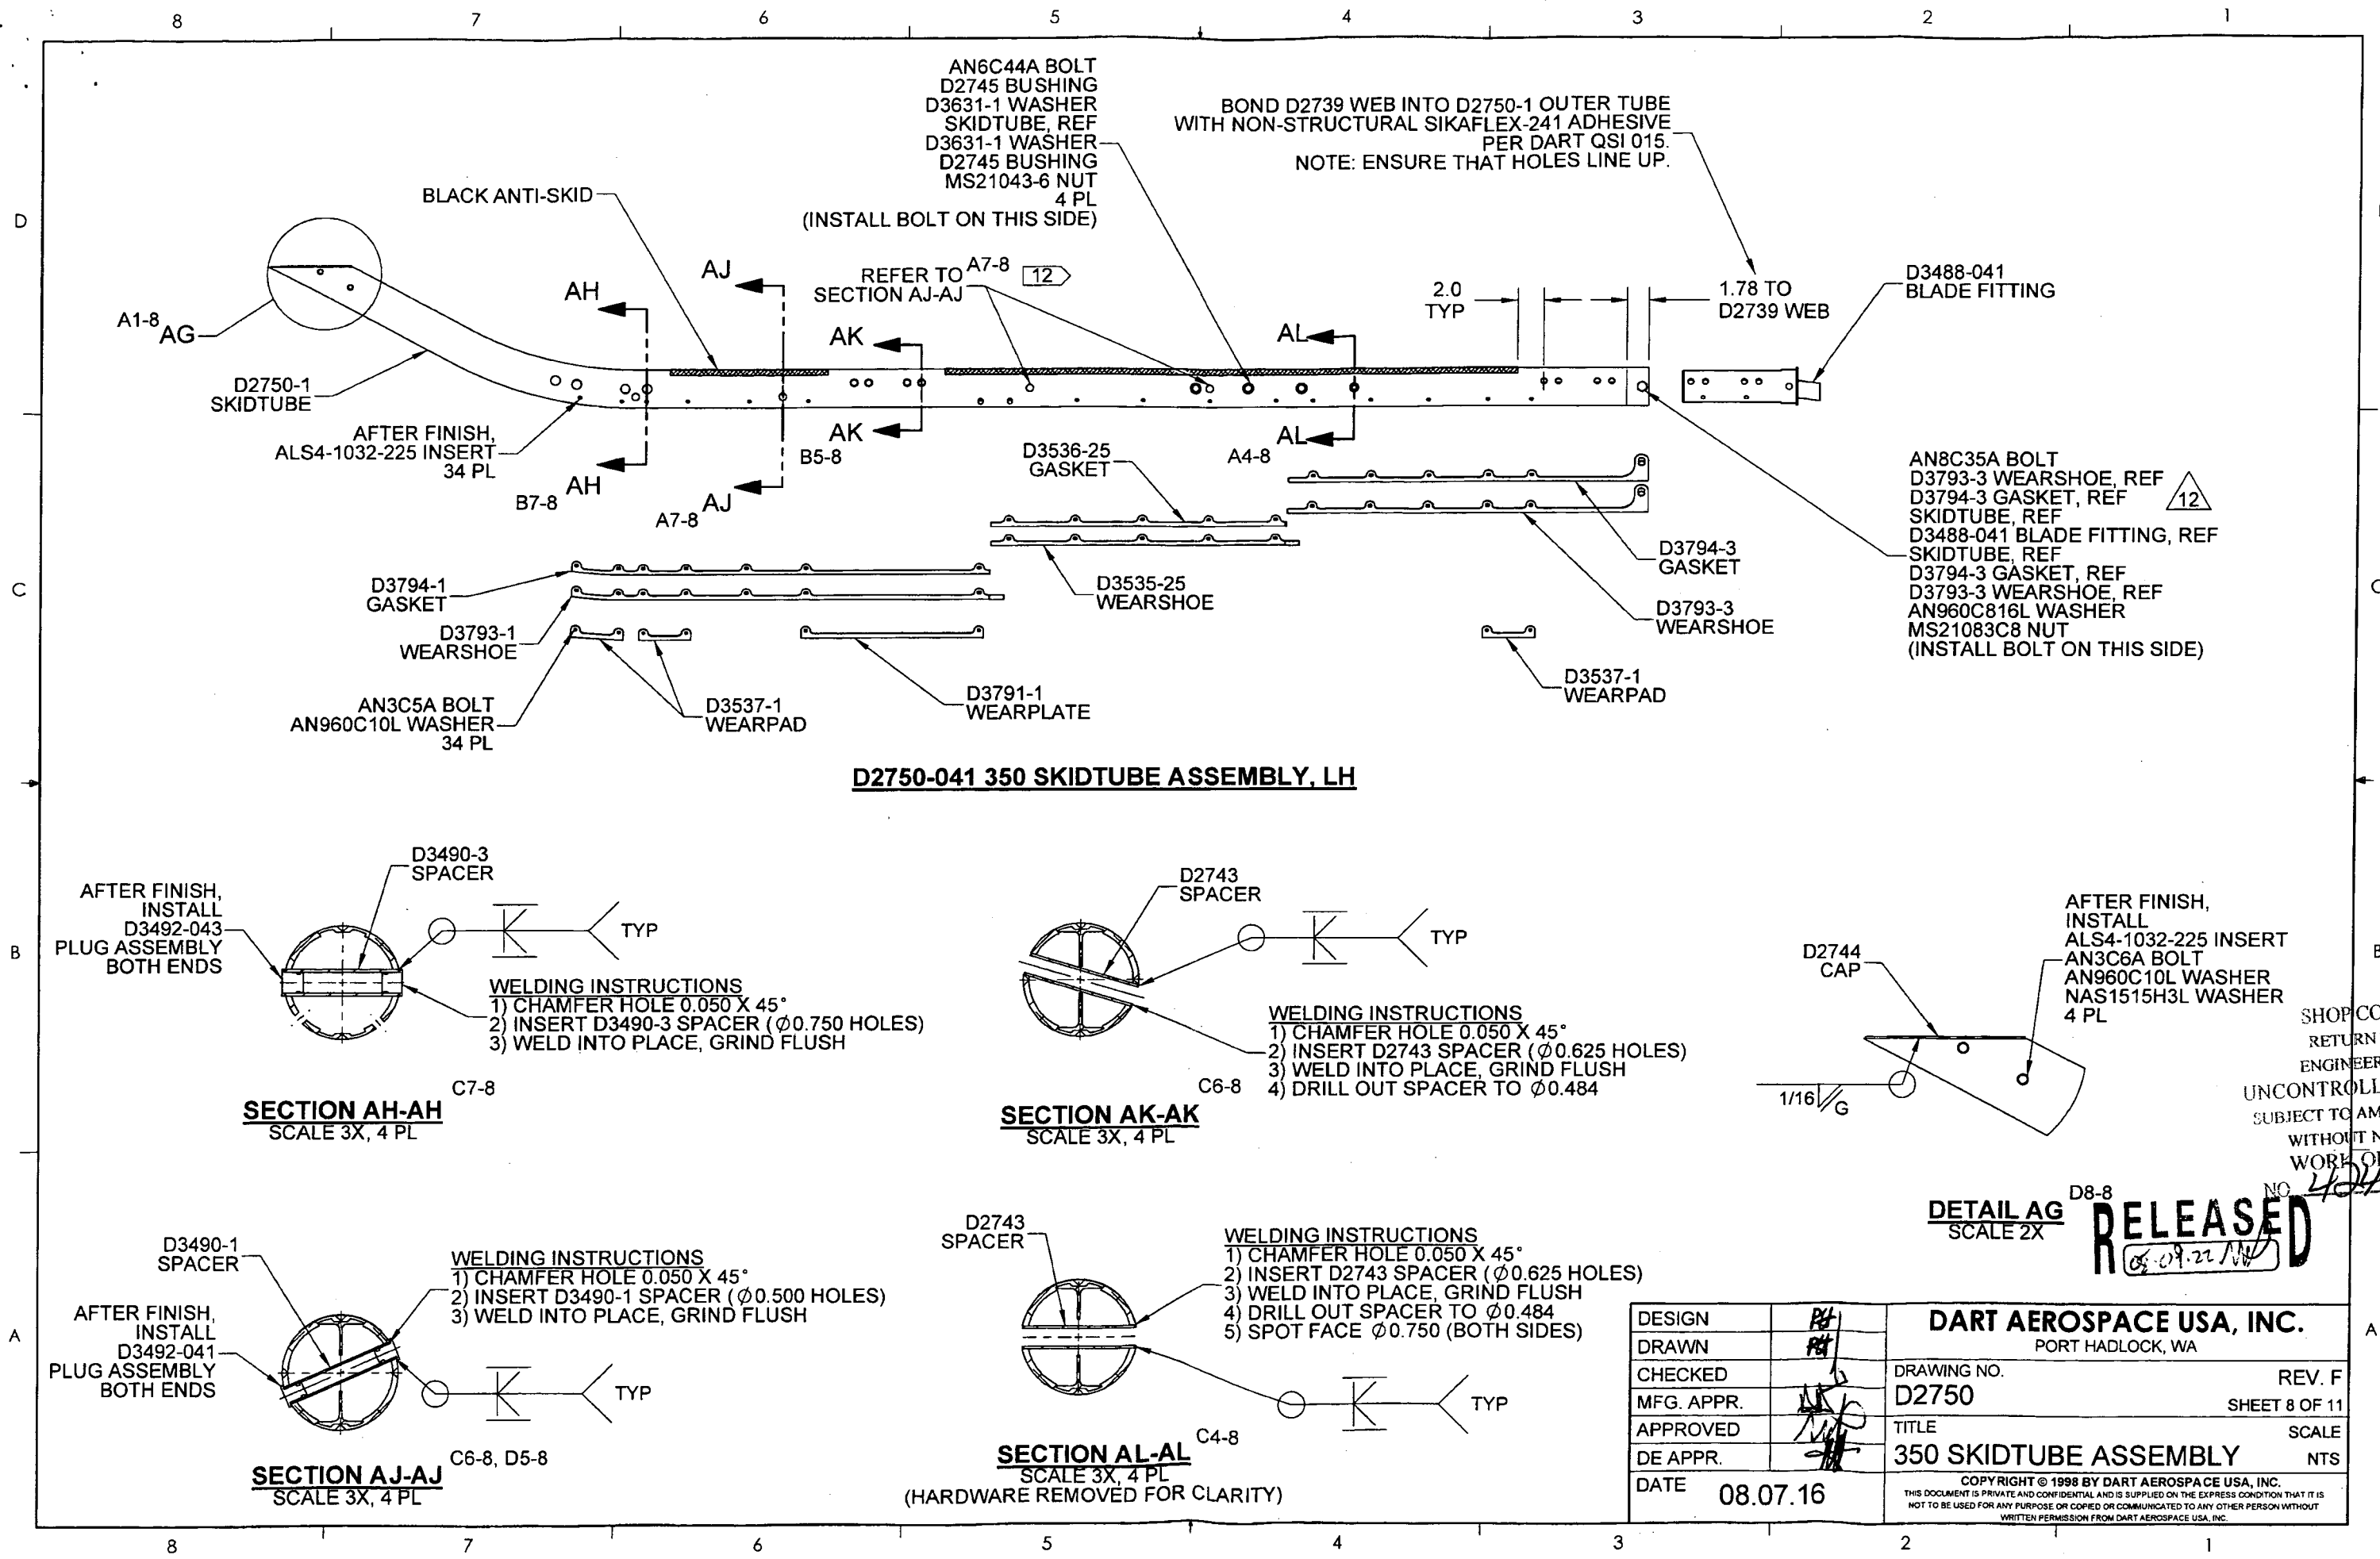 8 7 6 5 4 3 2 1
D
C
B
A
AN6C44A BOLT
D2745 BUSHING
D3631-1 WASHER
SKIDTUBE, REF
D3631-1 WASHER
D2745 BUSHING
MS21043-6 NUT
4 PL
(INSTALL BOLT ON THIS SIDE)
BOND D2739 WEB INTO D2750-1 OUTER TUBE
WITH NON-STRUCTURAL SIKAFLEX-241 ADHESIVE
PER DART QSI 015.
NOTE: ENSURE THAT HOLES LINE UP.
BLACK ANTI-SKID
REFER TO
SECTION AJ-AJ
A7-8
12
2.0
TYP
1.78 TO
D2739 WEB
D3488-041
BLADE FITTING
A1-8
AG
AH
AJ
AK
AL
D2750-1
SKIDTUBE
AFTER FINISH,
ALS4-1032-225 INSERT
34 PL
AH
B7-8
AJ
A7-8
AK
B5-8
AL
A4-8
D3536-25
GASKET
AN8C35A BOLT
D3793-3 WEARSHOE, REF
D3794-3 GASKET, REF
SKIDTUBE, REF
D3488-041 BLADE FITTING, REF
SKIDTUBE, REF
D3794-3 GASKET, REF
D3793-3 WEARSHOE, REF
AN960C816L WASHER
MS21083C8 NUT
(INSTALL BOLT ON THIS SIDE)
12
D3794-3
GASKET
D3793-3
WEARSHOE
D3535-25
WEARSHOE
D3794-1
GASKET
D3793-1
WEARSHOE
AN3C5A BOLT
AN960C10L WASHER
34 PL
D3537-1
WEARPAD
D3791-1
WEARPLATE
D3537-1
WEARPAD
D2750-041 350 SKIDTUBE ASSEMBLY, LH
D3490-3
SPACER
AFTER FINISH,
INSTALL
D3492-043
PLUG ASSEMBLY
BOTH ENDS
TYP
WELDING INSTRUCTIONS
1) CHAMFER HOLE 0.050 X 45°
2) INSERT D3490-3 SPACER (∅0.750 HOLES)
3) WELD INTO PLACE, GRIND FLUSH
C7-8
SECTION AH-AH
SCALE 3X, 4 PL
D2743
SPACER
TYP
WELDING INSTRUCTIONS
1) CHAMFER HOLE 0.050 X 45°
2) INSERT D2743 SPACER (∅0.625 HOLES)
3) WELD INTO PLACE, GRIND FLUSH
4) DRILL OUT SPACER TO ∅0.484
C6-8
SECTION AK-AK
SCALE 3X, 4 PL
D2744
CAP
AFTER FINISH,
INSTALL
ALS4-1032-225 INSERT
AN3C6A BOLT
AN960C10L WASHER
NAS1515H3L WASHER
4 PL
1/16
G
D8-8
DETAIL AG
SCALE 2X
RETURN
SUBJECT TO
WITHOUT
NO
RELEASED
08.09.22
D3490-1
SPACER
AFTER FINISH,
INSTALL
D3492-041
PLUG ASSEMBLY
BOTH ENDS
WELDING INSTRUCTIONS
1) CHAMFER HOLE 0.050 X 45°
2) INSERT D3490-1 SPACER (∅0.500 HOLES)
3) WELD INTO PLACE, GRIND FLUSH
TYP
C6-8, D5-8
SECTION AJ-AJ
SCALE 3X, 4 PL
D2743
SPACER
WELDING INSTRUCTIONS
1) CHAMFER HOLE 0.050 X 45°
2) INSERT D2743 SPACER (∅0.625 HOLES)
3) WELD INTO PLACE, GRIND FLUSH
4) DRILL OUT SPACER TO ∅0.484
5) SPOT FACE ∅0.750 (BOTH SIDES)
TYP
C4-8
SECTION AL-AL
SCALE 3X, 4 PL
(HARDWARE REMOVED FOR CLARITY)
DESIGN
DRAWN
CHECKED
MFG. APPR.
APPROVED
DE APPR.
DATE 08.07.16
DART AEROSPACE USA, INC.
PORT HADLOCK, WA
DRAWING NO.
D2750
REV. F
SHEET 8 OF 11
TITLE
350 SKIDTUBE ASSEMBLY
SCALE
NTS
COPYRIGHT © 1998 BY DART AEROSPACE USA, INC.
THIS DOCUMENT IS PRIVATE AND CONFIDENTIAL AND IS SUPPLIED ON THE EXPRESS CONDITION THAT IT IS
NOT TO BE USED FOR ANY PURPOSE OR COPIED OR COMMUNICATED TO ANY OTHER PERSON WITHOUT
WRITTEN PERMISSION FROM DART AEROSPACE USA, INC.
A
8 7 6 5 4 3 2 1